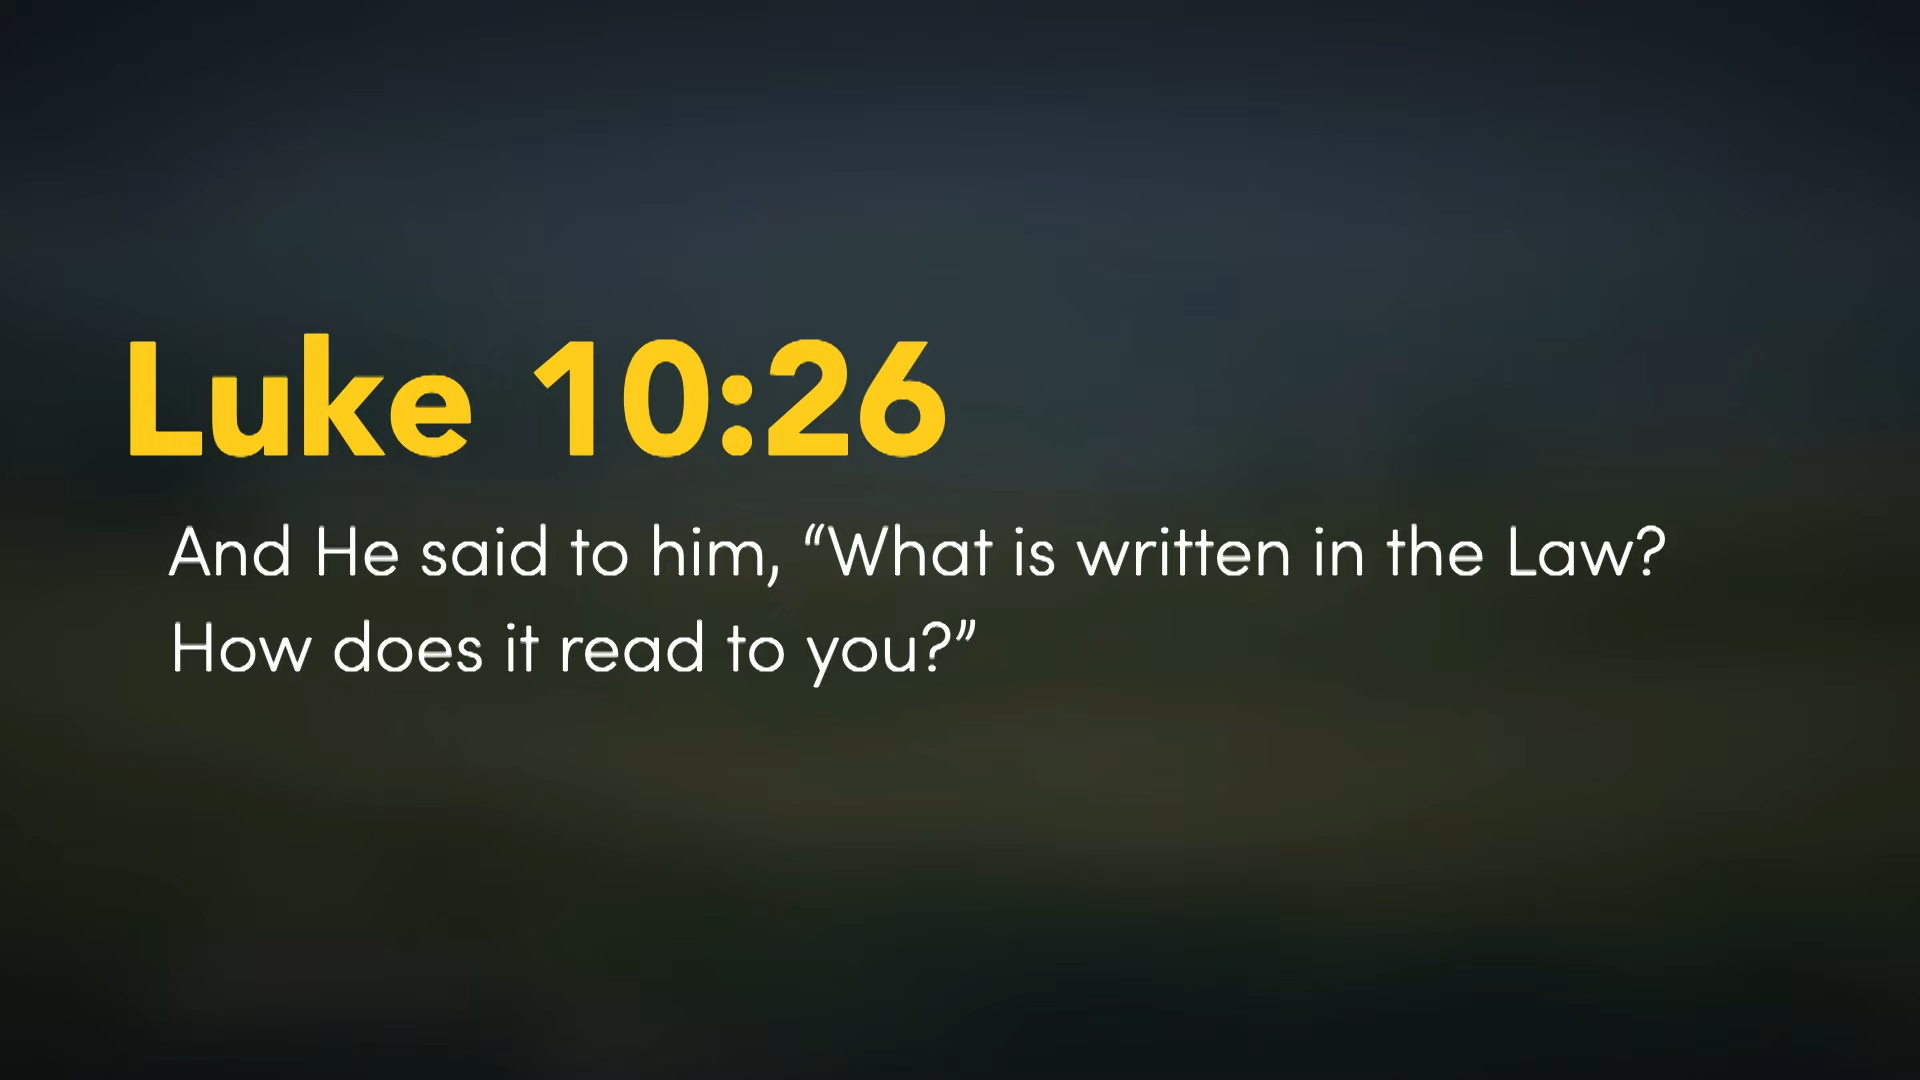 Luke 10:26
And He said to him, “What is written in the Law?
How does it read to you?”